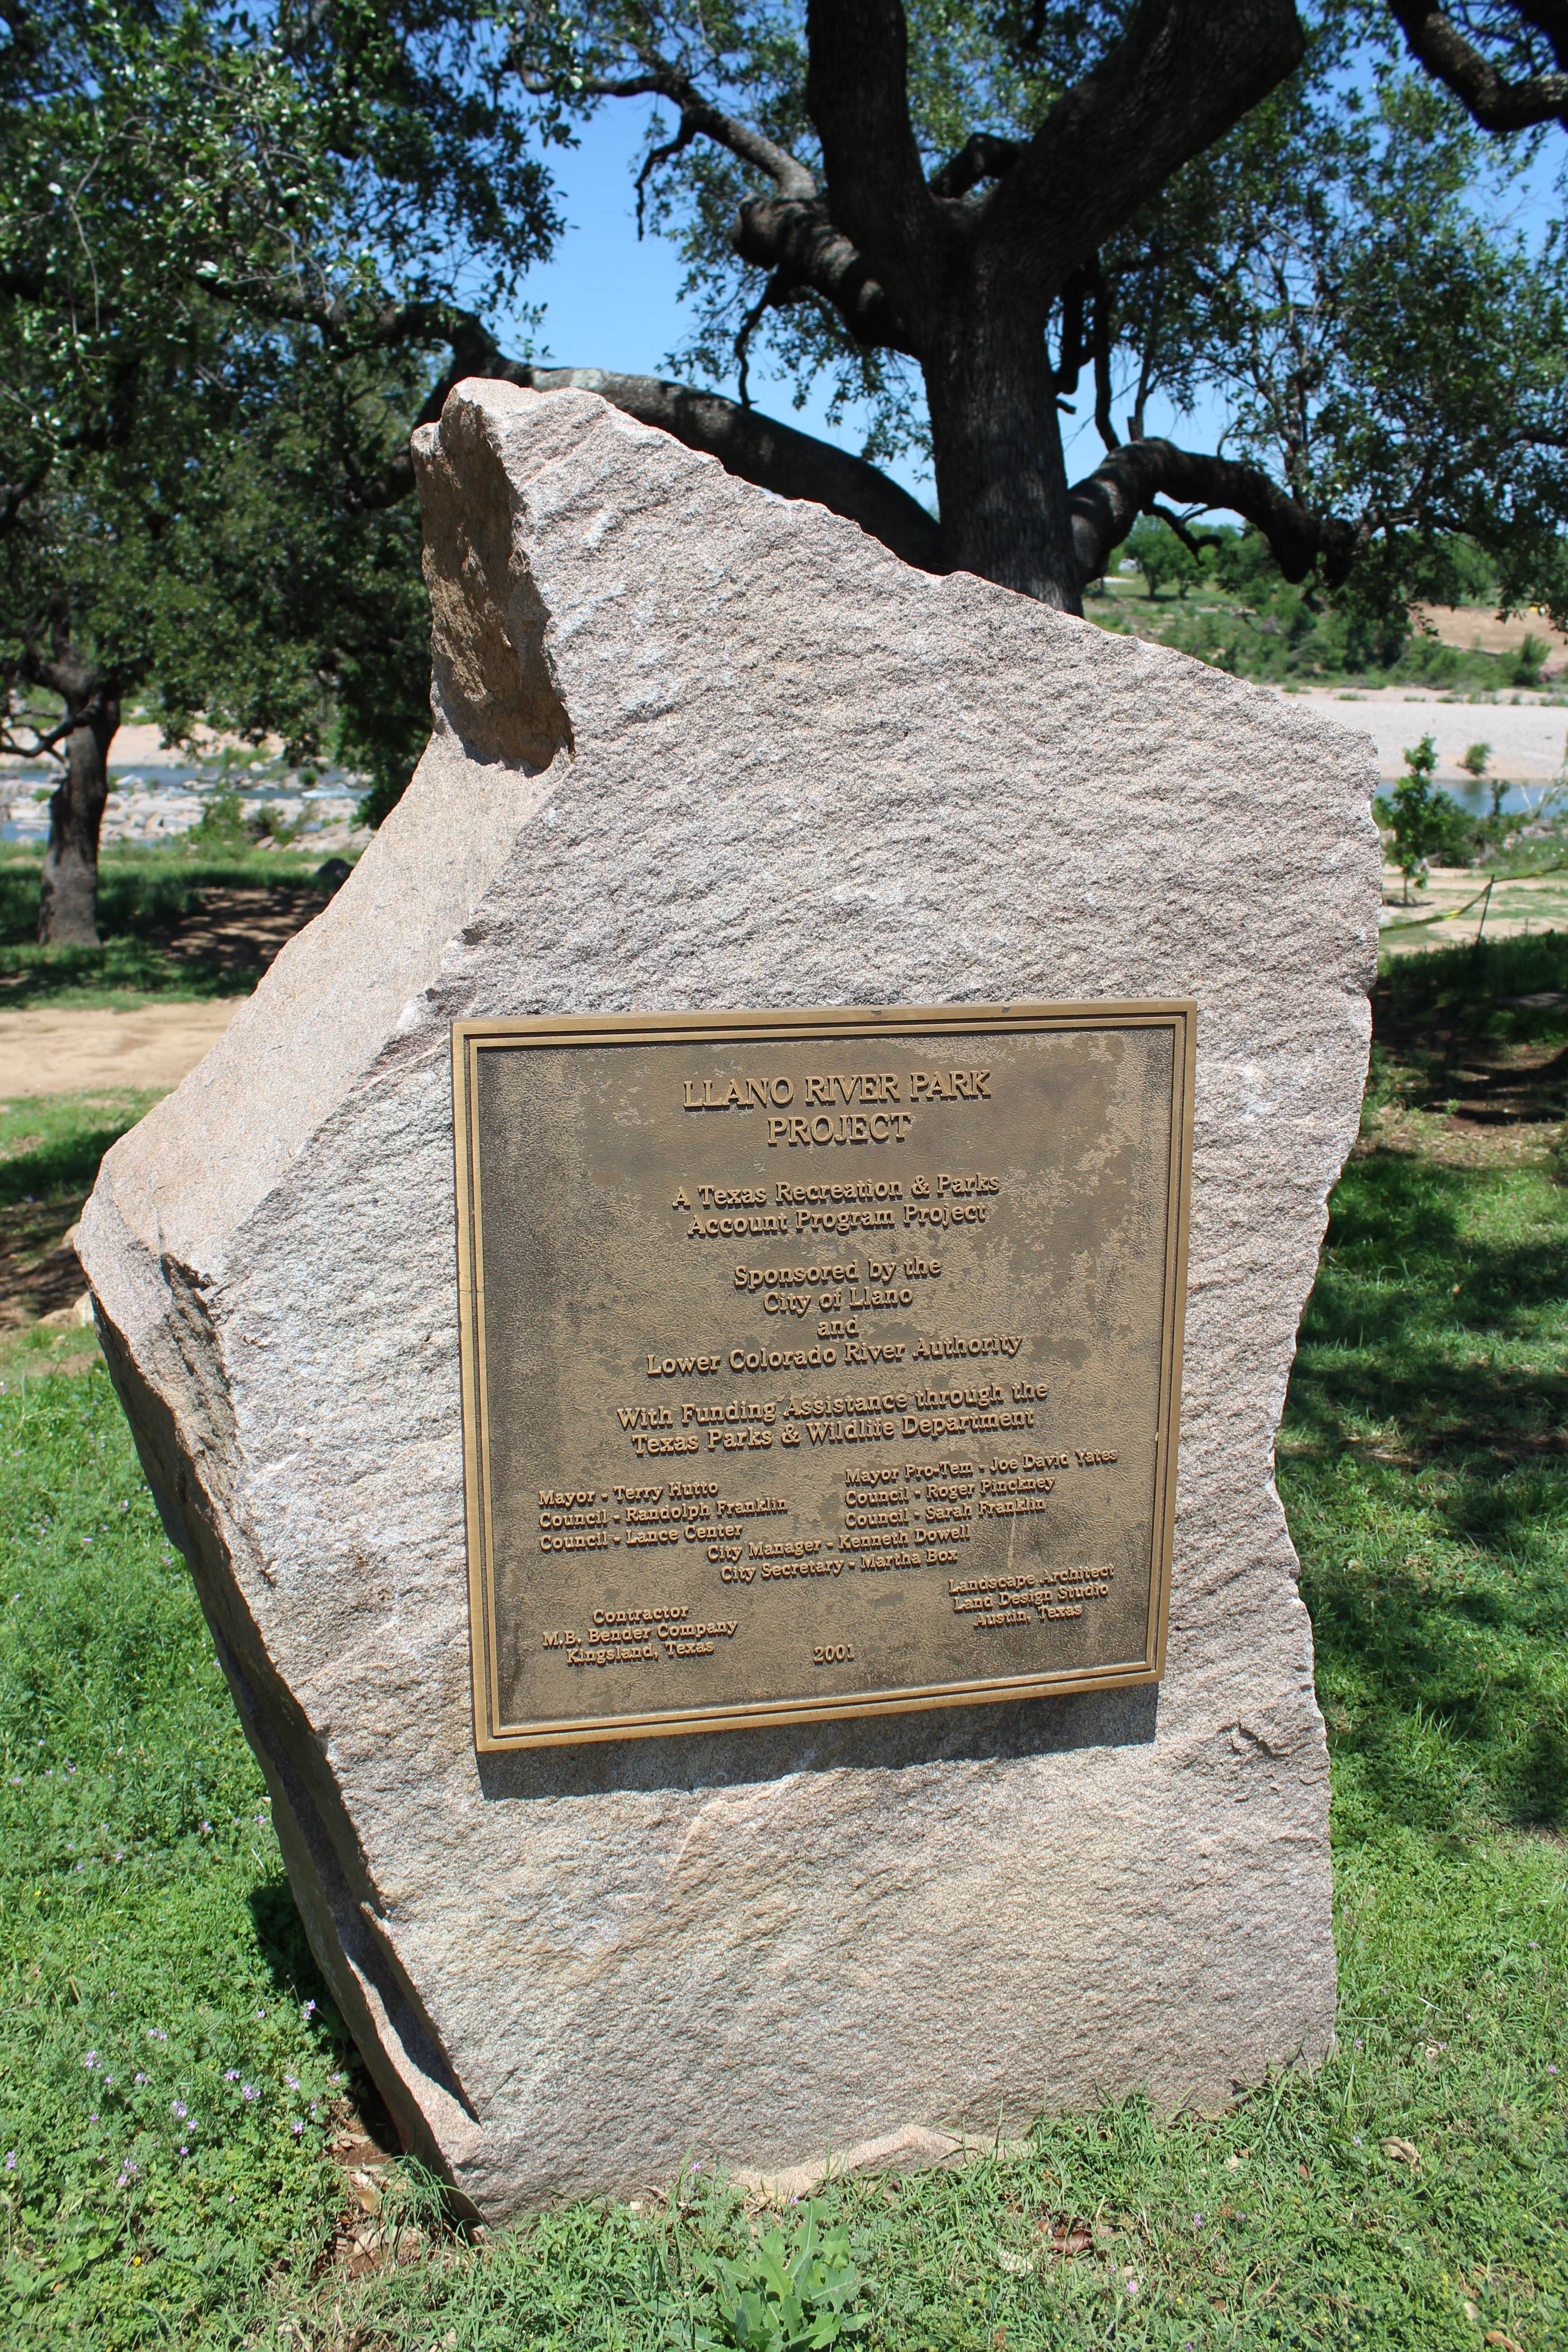 LLANO RIVER PARK
PROJECT
A Texas Recreation & Parks
Account Program Project
Sponsored by the
City of Llano
and
Lower Colorado River Authority
With Funding Assistance through the
Texas Parks & Wildlife Department
Mayor - Terry Hutto
Council - Randolph Franklin
Council - Lance Center
Mayor Pro-Tem - Joe David Yates
Council - Roger Pinckney
Council - Sarah Franklin
City Manager - Kenneth Dowell
City Secretary - Martha Box
Contractor
M.B. Bender Company
Kingsland, Texas
2001
Landscape Architect
Land Design Studio
Austin, Texas